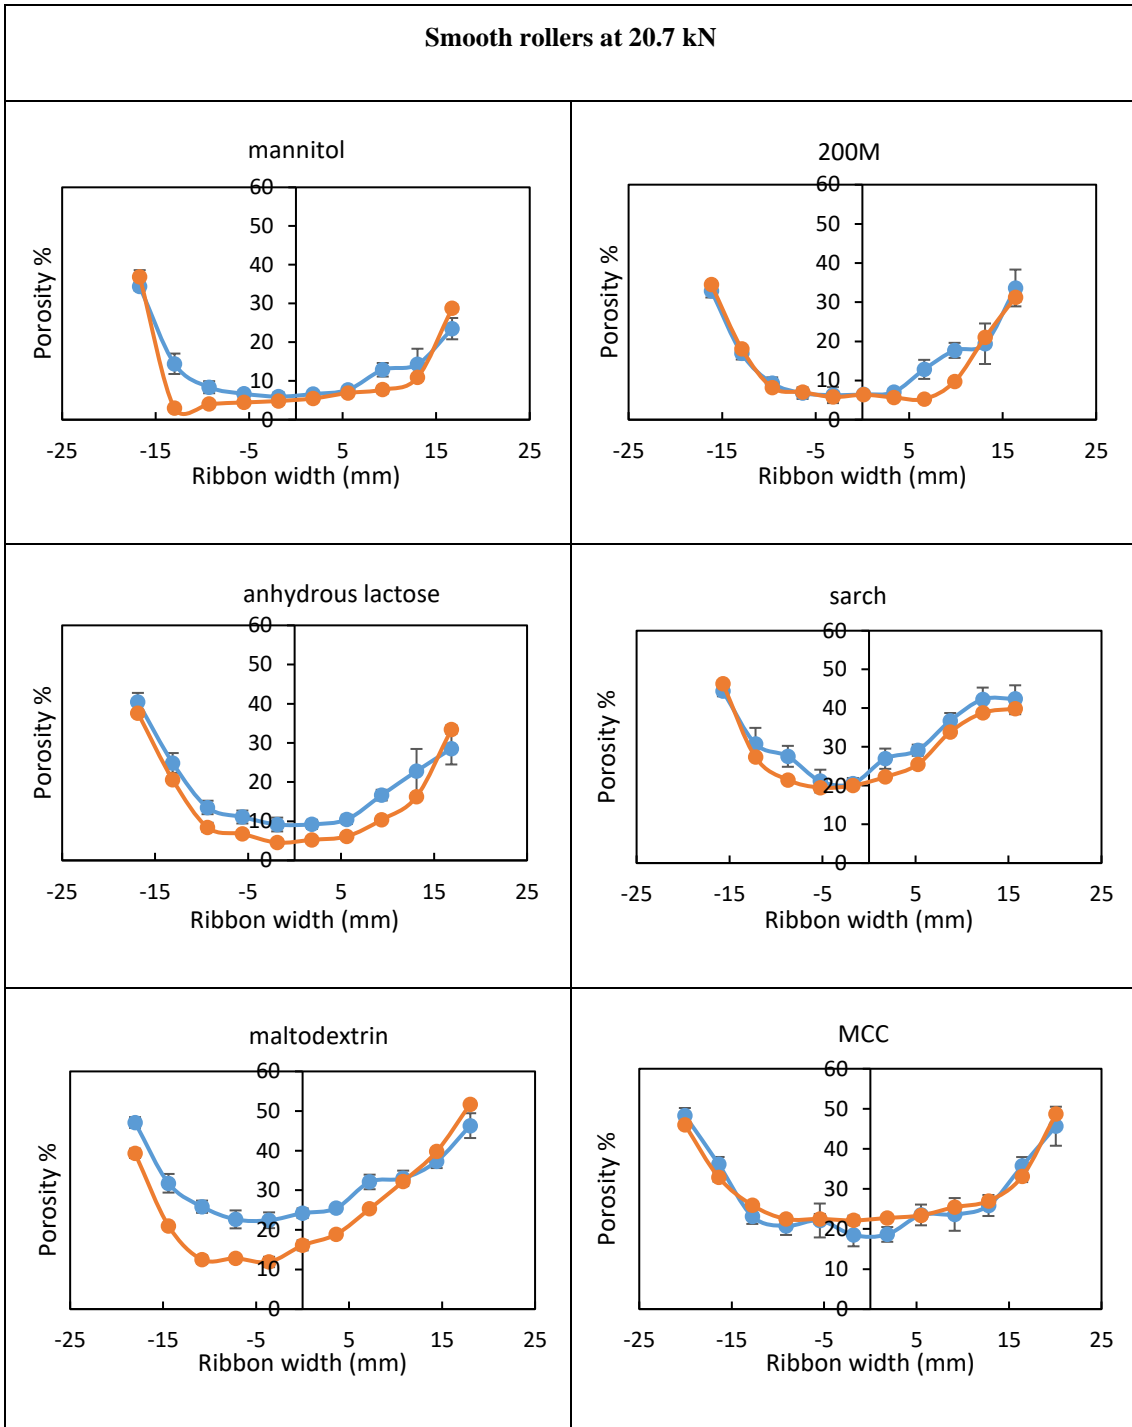 Smooth rollers at 20.7 kN
mannitol
60
50
40
30
20
10
0
-25 -15 -5 5 15 25
Porosity %
Ribbon width (mm)
200M
60
50
40
30
20
10
0
-25 -15 -5 5 15 25
Porosity %
Ribbon width (mm)
anhydrous lactose
60
50
40
30
20
10
0
-25 -15 -5 5 15 25
Porosity %
Ribbon width (mm)
sarch
60
50
40
30
20
10
0
-25 -15 -5 5 15 25
Porosity %
Ribbon width (mm)
maltodextrin
60
50
40
30
20
10
0
-25 -15 -5 5 15 25
Porosity %
Ribbon width (mm)
MCC
60
50
40
30
20
10
0
-25 -15 -5 5 15 25
Porosity %
Ribbon width (mm)